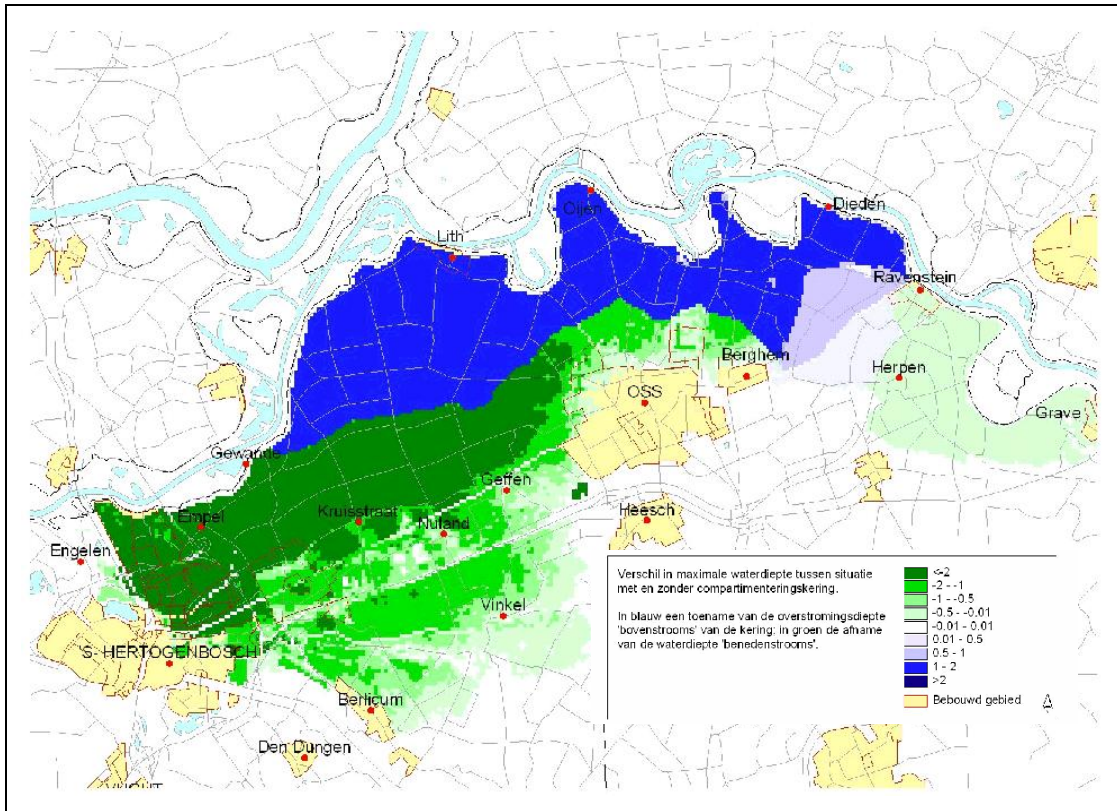 Oijen
Dieden
Lith
Ravenstein
Berghem
Herpen
OSS
Grave
Gewande
Geffen
Kruisstraat
Empel
Nuland
Heesch
Engelen
Vinkel
S- HERTOGENBOSCH
Berlicum
Den Dungen
Verschil in maximale waterdiepte tussen situatie
met en zonder compartimenteringskering.
In blauw een toename van de overstromingsdiepte
'bovenstrooms' van de kering: in groen de afname
van de waterdiepte 'benedenstrooms'.
<-2
-2 - -1
-1 - -0.5
-0.5 - -0.01
-0.01 - 0.01
0.01 - 0.5
0.5 - 1
1 - 2
>2
Bebouwd gebied